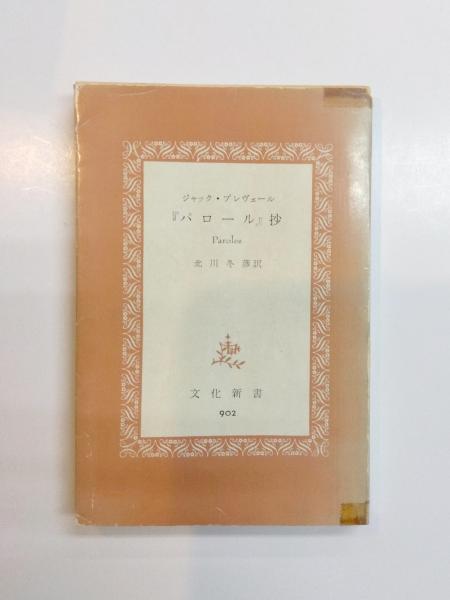 ジャック・プレヴェール
『パロール』抄
Paroles
北川冬彦訳
文化新書
902